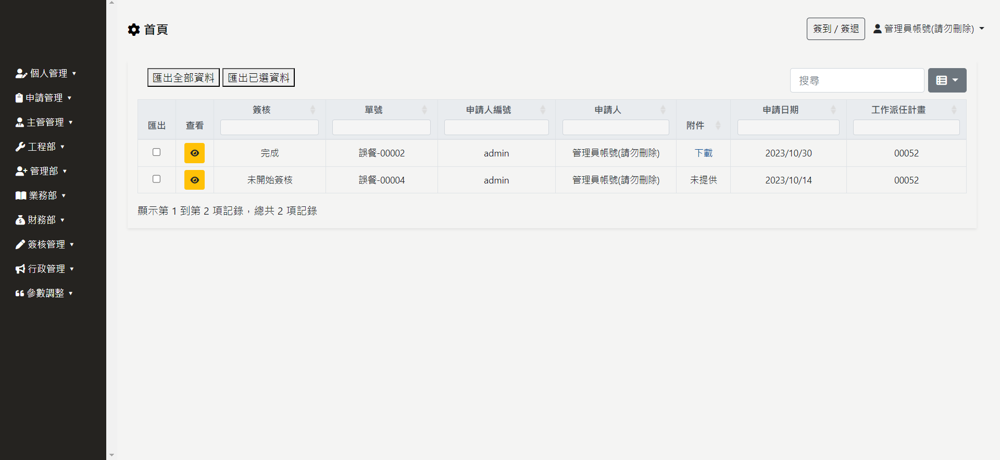 首頁
簽到 / 簽退
管理員帳號(請勿刪除)
個人管理
申請管理
主管管理
工程部
管理部
業務部
財務部
簽核管理
行政管理
參數調整
匯出全部資料 匯出已選資料
搜尋
匯出 查看 簽核 單號 申請人編號 申請人 附件 申請日期 工作派任計畫
完成 誤餐-00002 admin 管理員帳號(請勿刪除) 下載 2023/10/30 00052
未開始簽核 誤餐-00004 admin 管理員帳號(請勿刪除) 未提供 2023/10/14 00052
顯示第 1 到第 2 項記錄，總共 2 項記錄